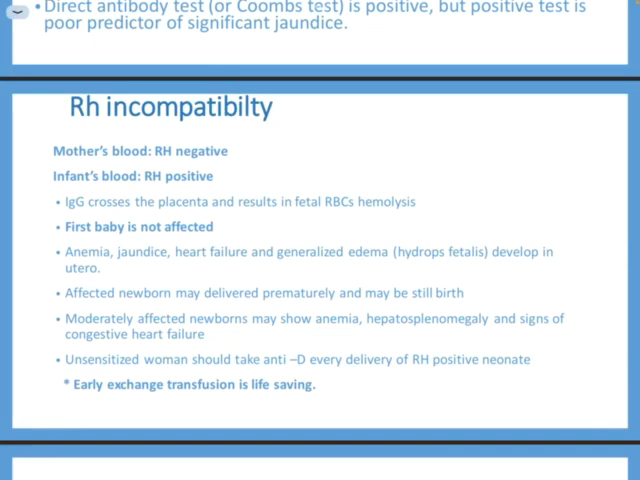 • Direct antibody test (or Coombs test) is positive, but positive test is
poor predictor of significant jaundice.
Rh incompatibilty
Mother's blood: RH negative
Infant's blood: RH positive
• IgG crosses the placenta and results in fetal RBCs hemolysis
• First baby is not affected
• Anemia, jaundice, heart failure and generalized edema (hydrops fetalis) develop in
utero.
• Affected newborn may delivered prematurely and may be still birth
• Moderately affected newborns may show anemia, hepatosplenomegaly and signs of
congestive heart failure
• Unsensitized woman should take anti –D every delivery of RH positive neonate
* Early exchange transfusion is life saving.